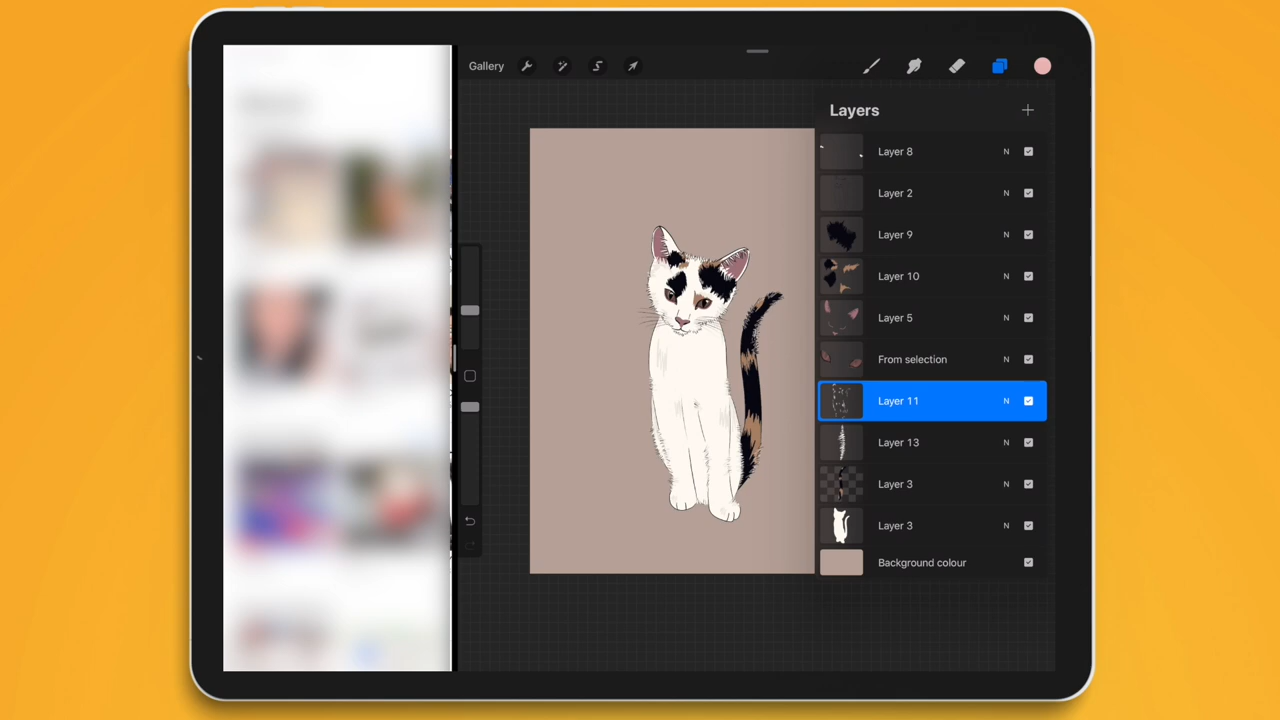 Gallery
Layers
Layer 8 N
Layer 2 N
Layer 9 N
Layer 10 N
Layer 5 N
From selection N
Layer 11 N
Layer 13 N
Layer 3 N
Layer 3 N
Background colour